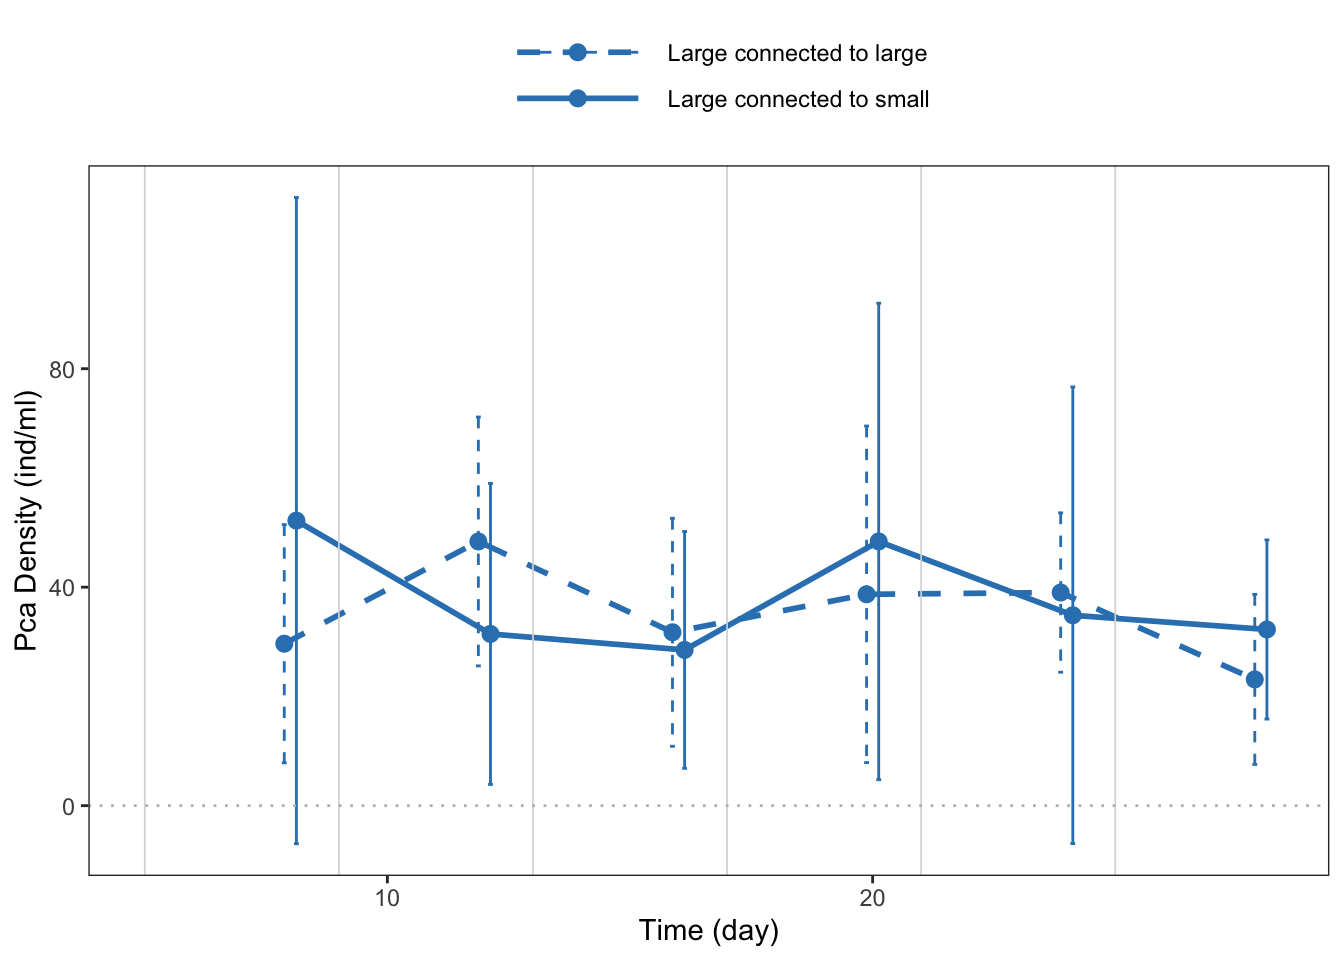 Large connected to large
Large connected to small
Pca Density (ind/ml)
80
40
0
10 20
Time (day)